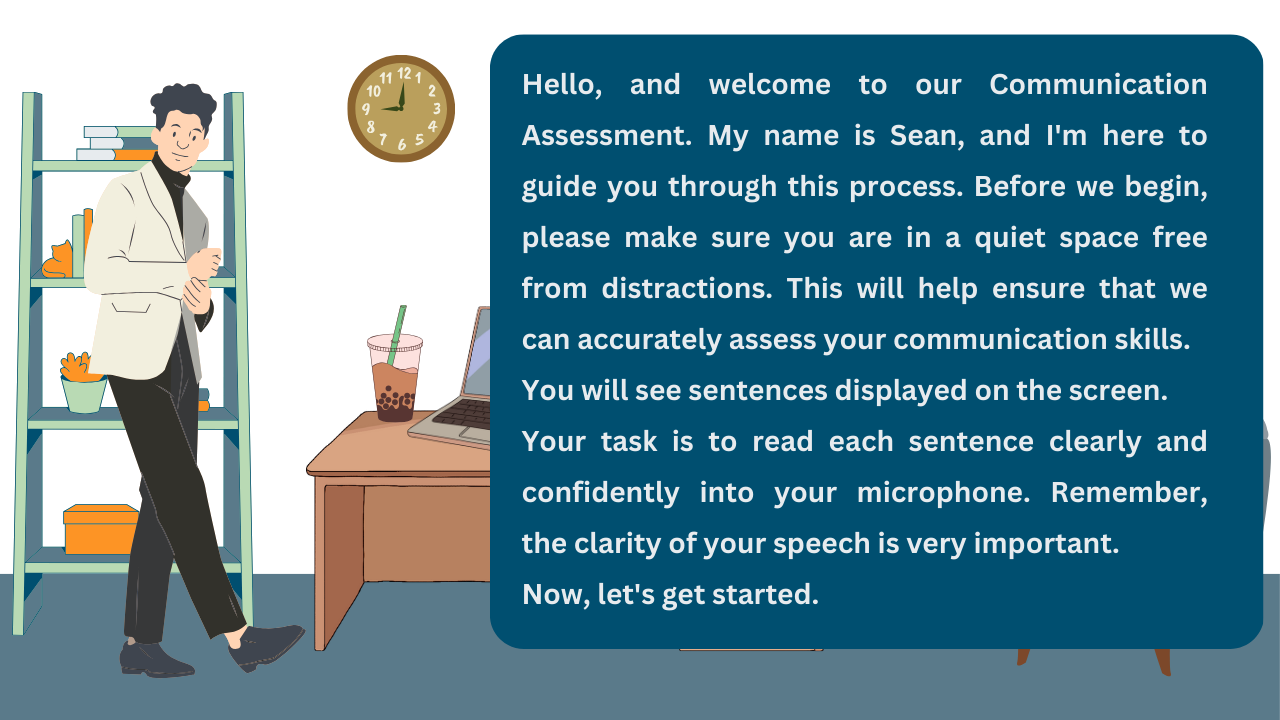 Hello, and welcome to our Communication
Assessment. My name is Sean, and I'm here to
guide you through this process. Before we begin,
please make sure you are in a quiet space free
from distractions. This will help ensure that we
can accurately assess your communication skills.
You will see sentences displayed on the screen.
Your task is to read each sentence clearly and
confidently into your microphone. Remember,
the clarity of your speech is very important.
Now, let's get started.
12
1
2
3
4
5
6
7
8
9
10
11